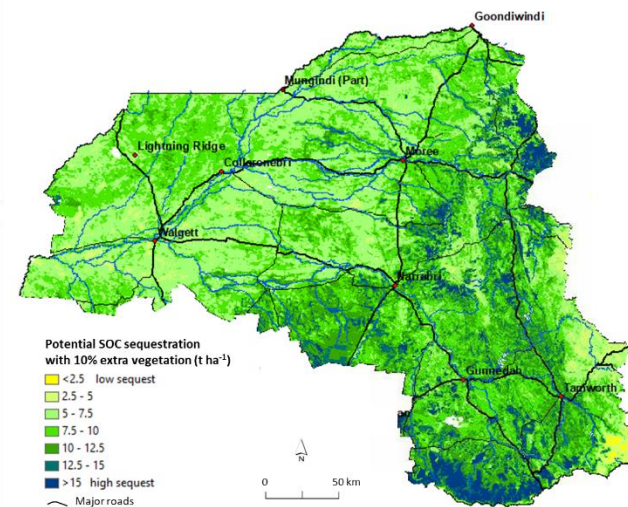 Goondiwindi
Mungindi (Part)
Lightning Ridge
Collarenebri
Moree
Walgett
Narrabri
Potential SOC sequestration
with 10% extra vegetation (t ha-1)
<2.5 low sequest
2.5 - 5
5 - 7.5
7.5 - 10
10 - 12.5
12.5 - 15
>15 high sequest
Major roads
Gunnedah
Tamworth
an
N
0 50 km